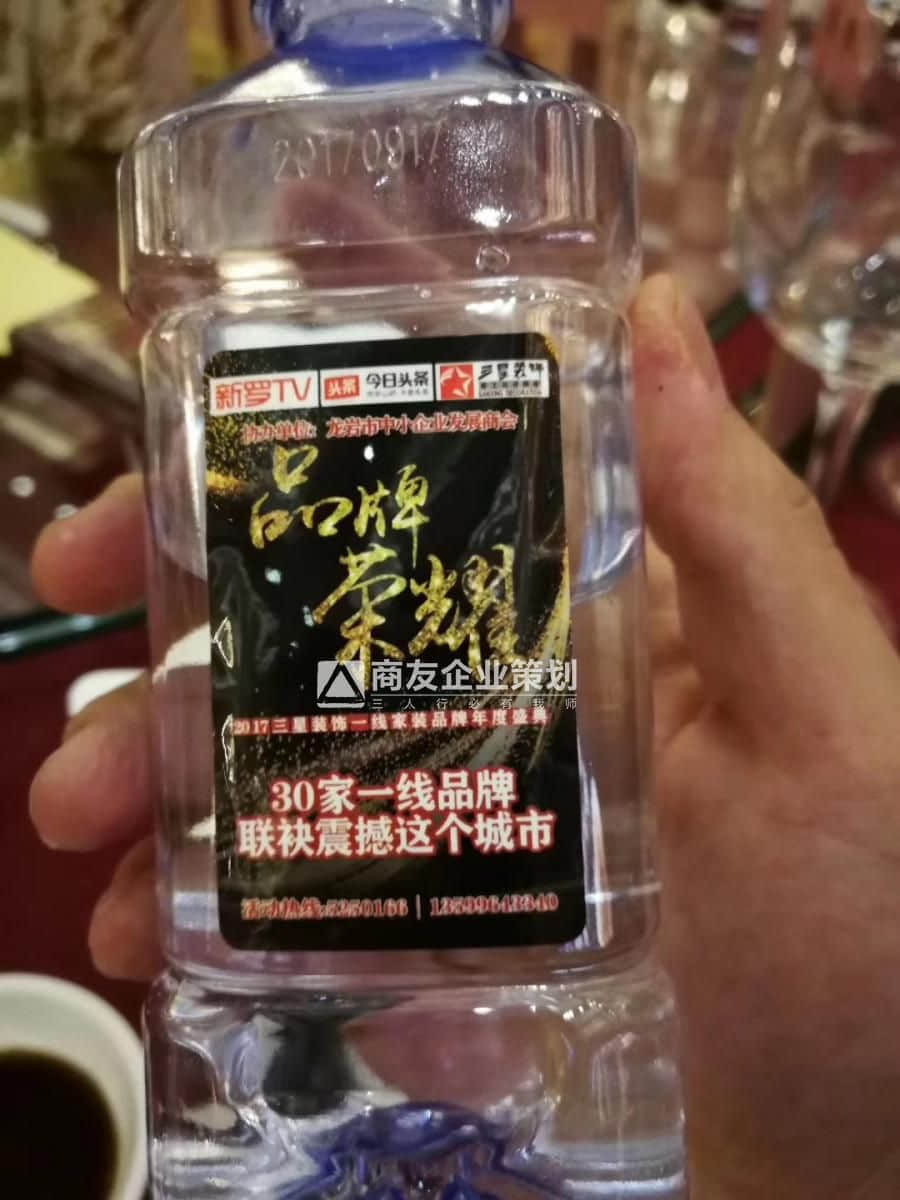 20170917
新罗TV 头条 今日头条 三星装饰
协办单位：龙岩市中小企业发展商会
品牌
荣耀
商友企业策划
三人行必有我师
2017三星装饰一线家装品牌年度盛典
30家一线品牌
联袂震撼这个城市
活动热线:5250166 | 13599643340